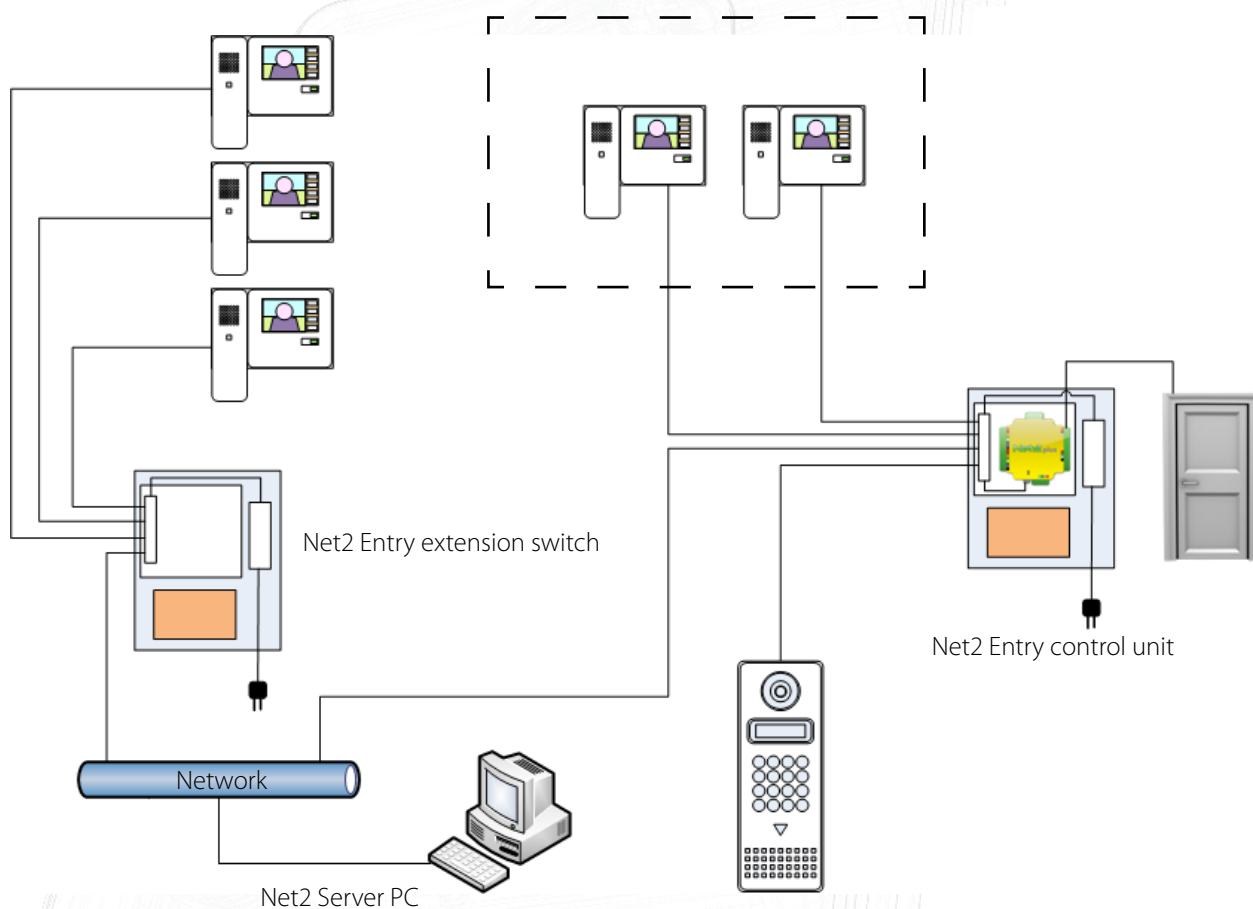 Net2 Entry extension switch
Net2 Entry control unit
Network
Net2 Server PC